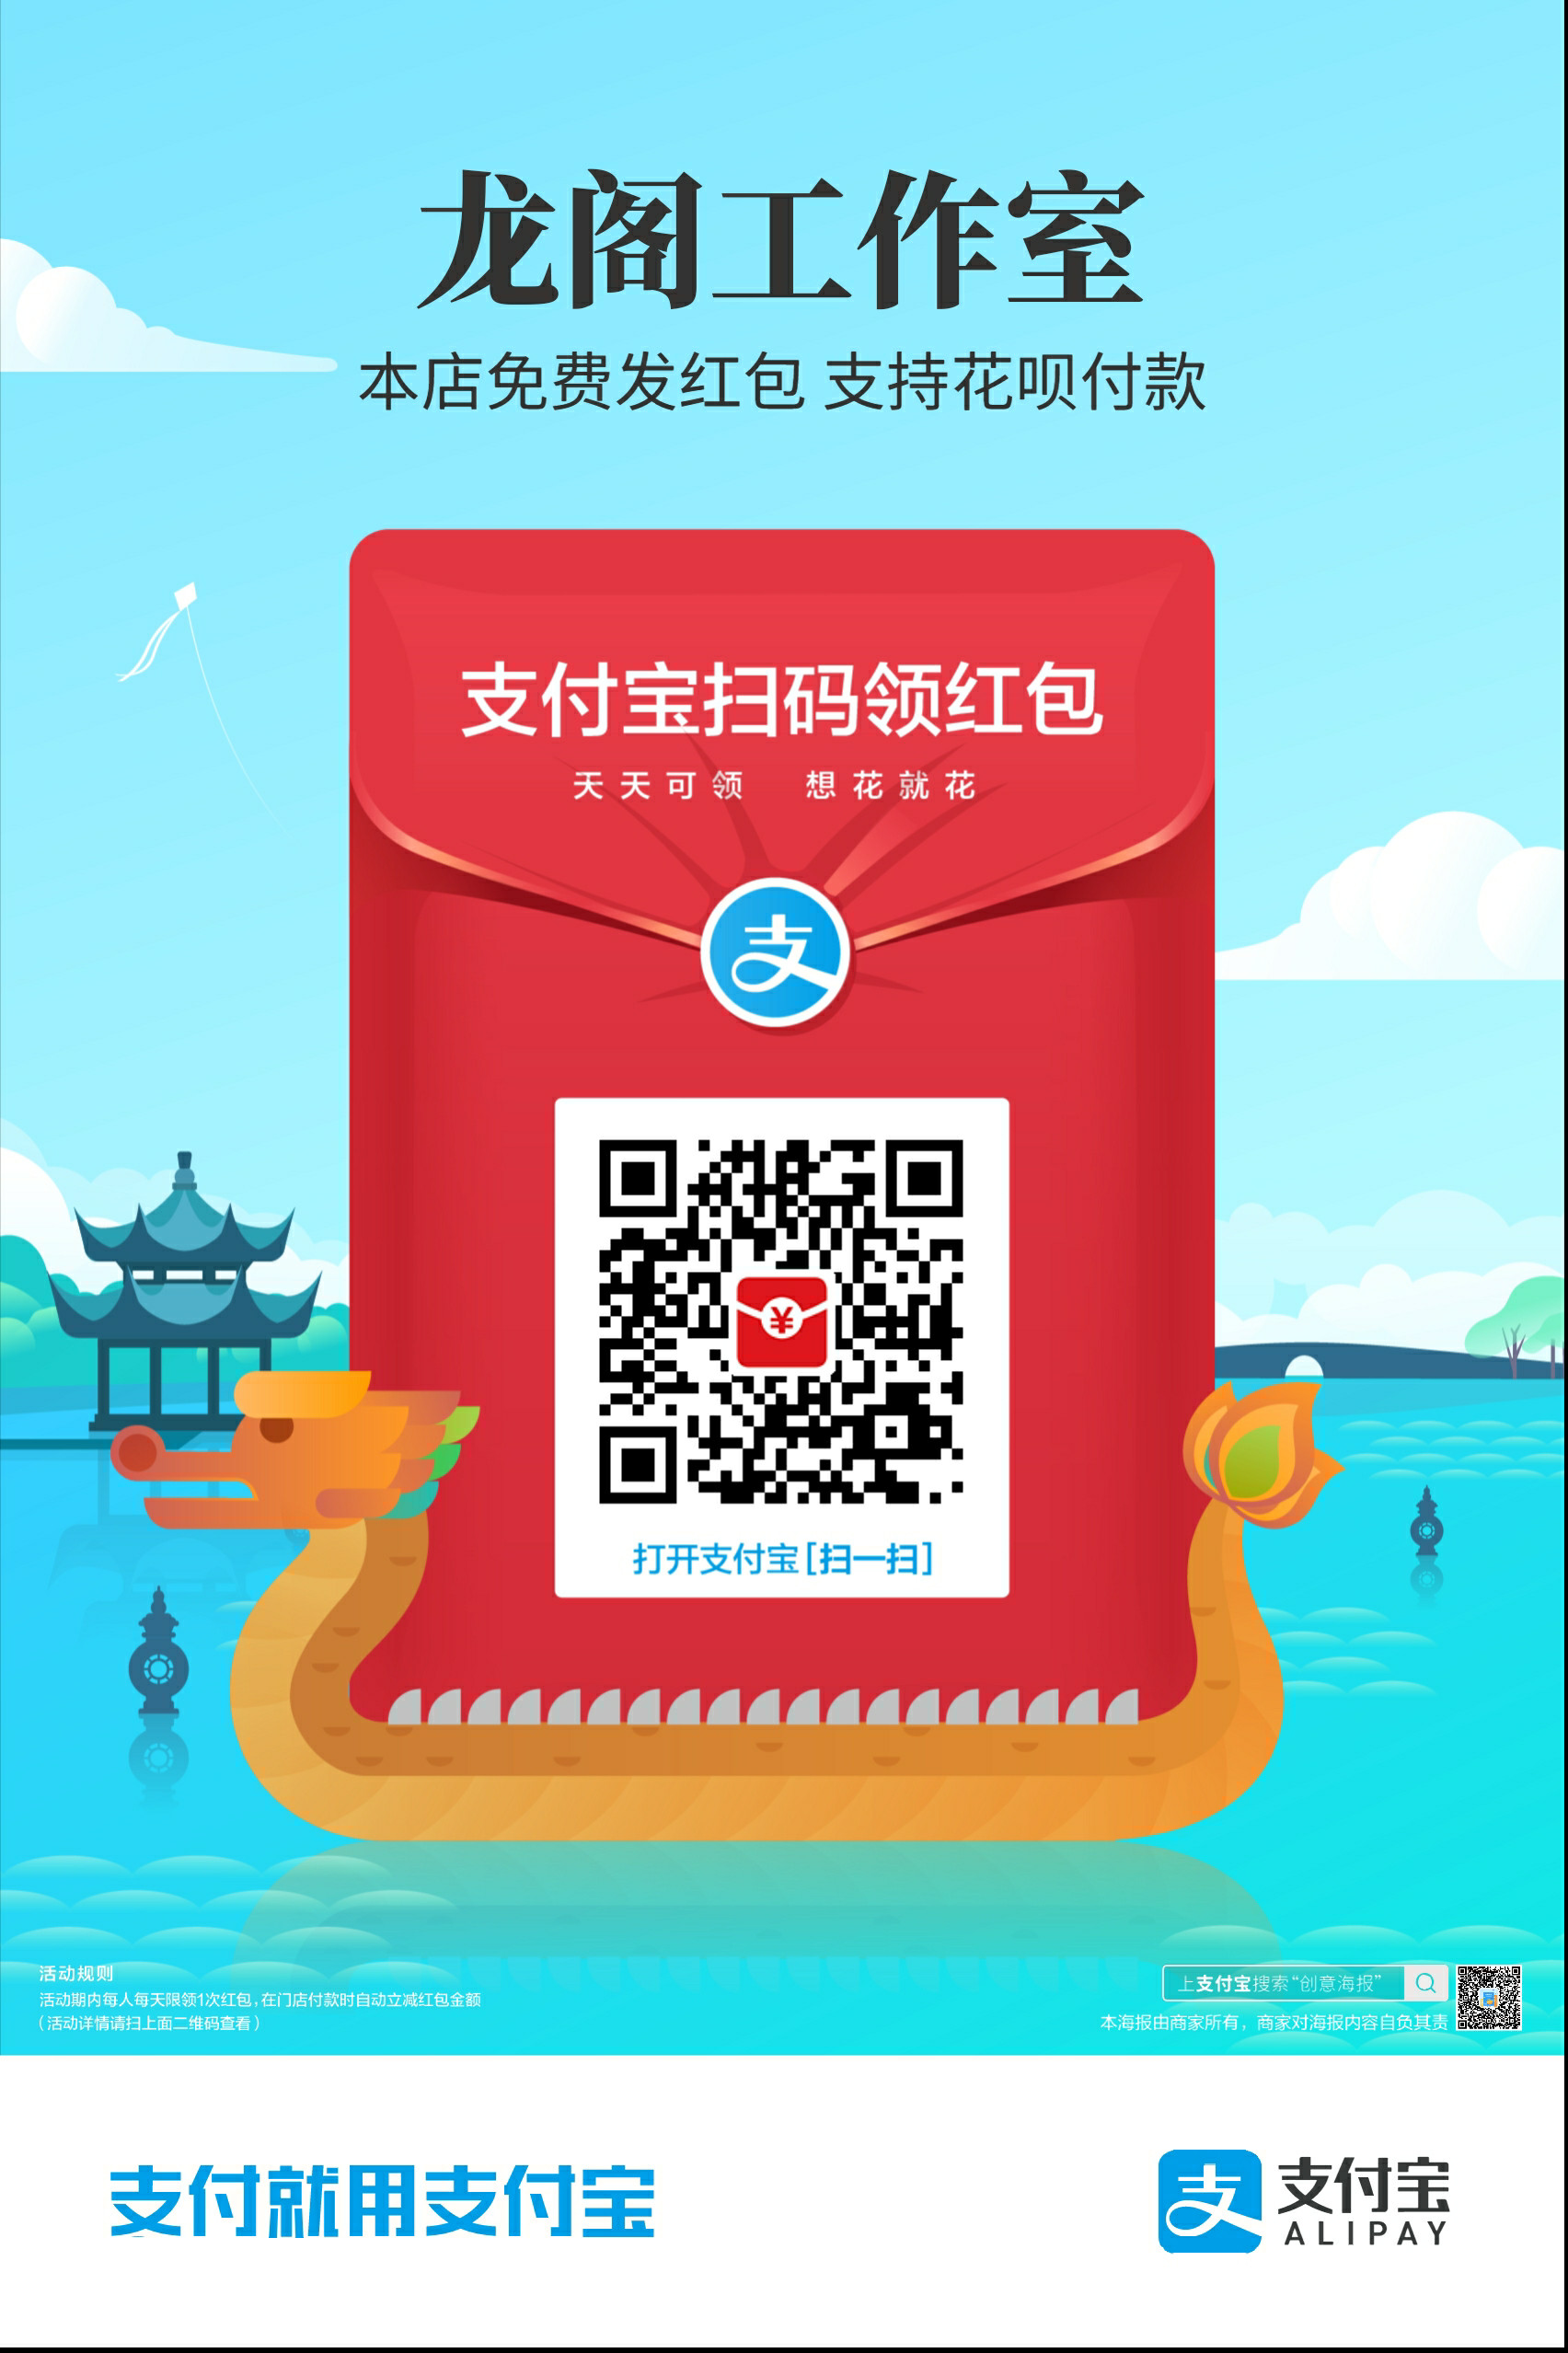 龙阁工作室
本店免费发红包 支持花呗付款
支付宝扫码领红包
天天可领 想花就花
支
¥
打开支付宝[扫一扫]
活动规则
活动期内每人每天限领1次红包,在门店付款时自动立减红包金额
(活动详情请扫上面二维码查看)
上支付宝搜索“创意海报”
本海报由商家所有，商家对海报内容自负其责
支付就用支付宝
支 支付宝
ALIPAY